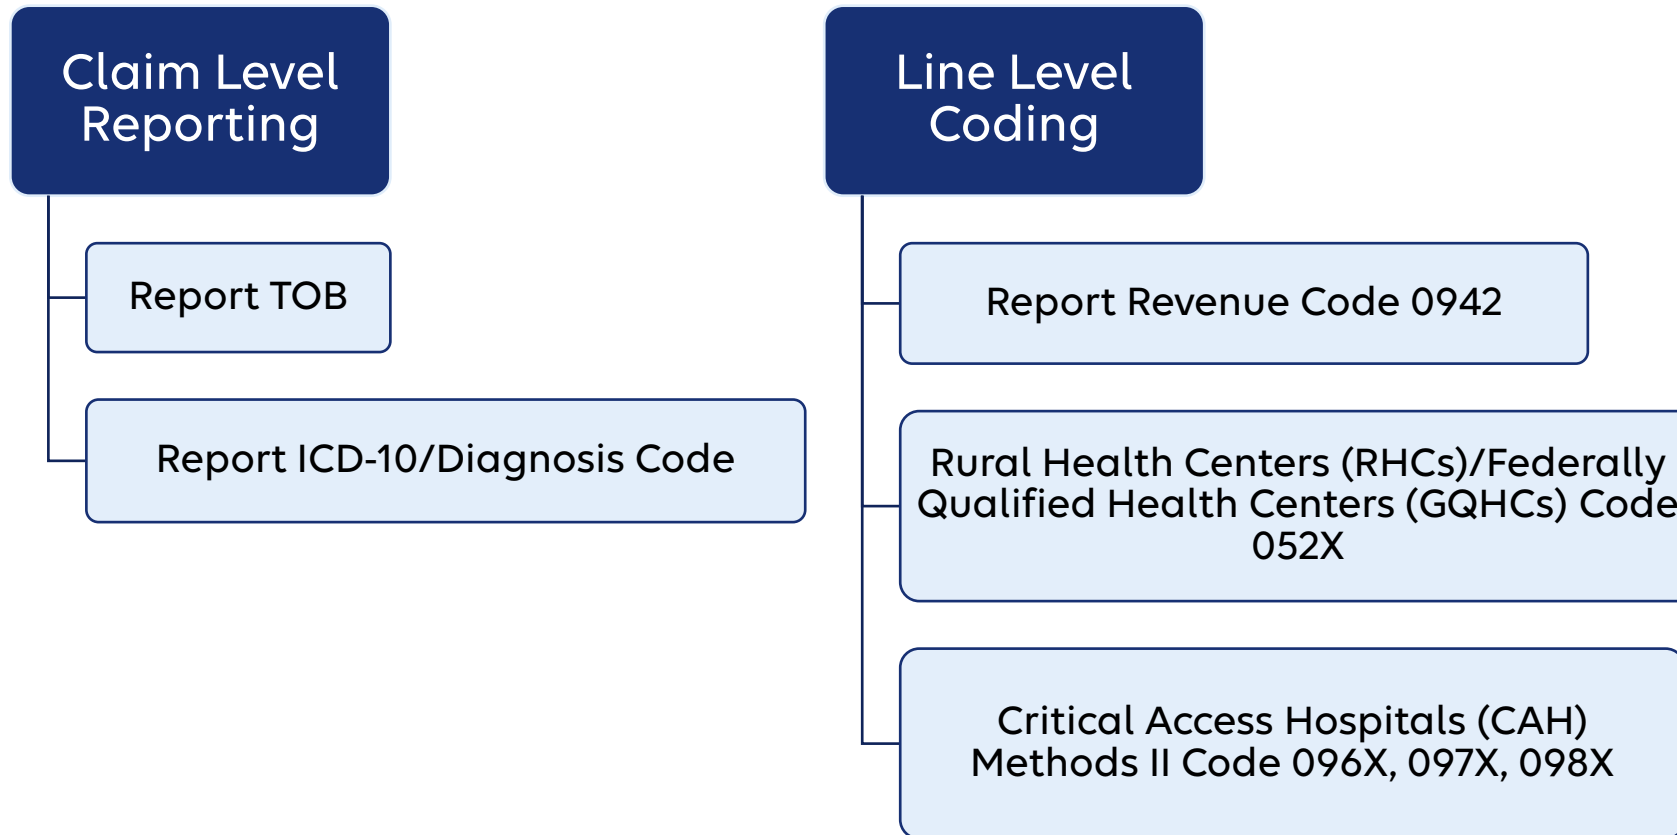 Claim Level
Reporting
Report TOB
Report ICD-10/Diagnosis Code
Line Level
Coding
Report Revenue Code 0942
Rural Health Centers (RHCs)/Federally
Qualified Health Centers (GQHCs) Code
052X
Critical Access Hospitals (CAH)
Methods II Code 096X, 097X, 098X